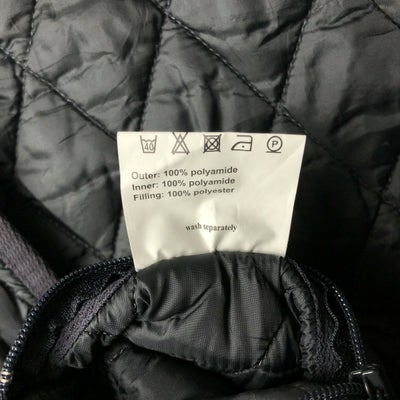 40 P
Outer: 100% polyamide
Inner: 100% polyamide
Filling: 100% polyester
wash separately